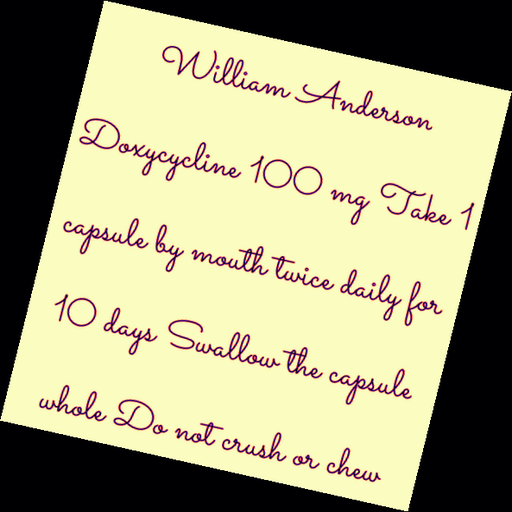 William Anderson
Doxycycline 100 mg Take 1
capsule by mouth twice daily for
10 days Swallow the capsule
whole Do not crush or chew